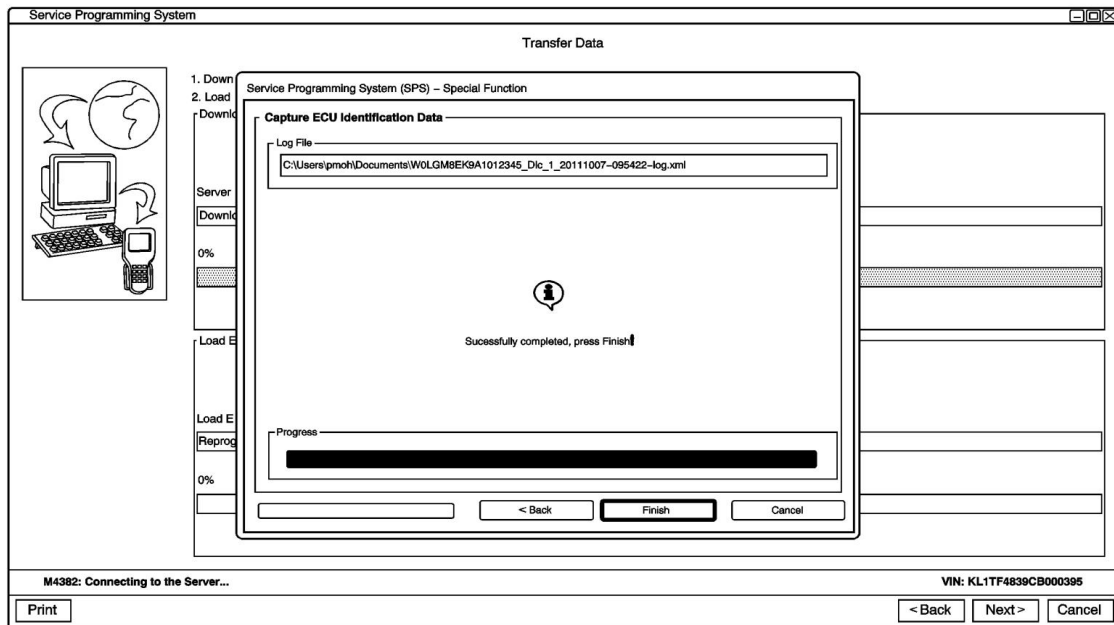 Service Programming System
Transfer Data
1. Down
2. Load
Downlo
Server
Downlo
0%
Load E
Load E
Reprog
0%
Service Programming System (SPS) – Special Function
Capture ECU Identification Data
Log File
C:\Users\pmoh\Documents\W0LGM8EK9A1012345_Dlc_1_20111007–095422–log.xml
Sucessfully completed, press Finish!
Progress
< Back
Finish
Cancel
M4382: Connecting to the Server...
VIN: KL1TF4839CB000395
Print
< Back
Next >
Cancel